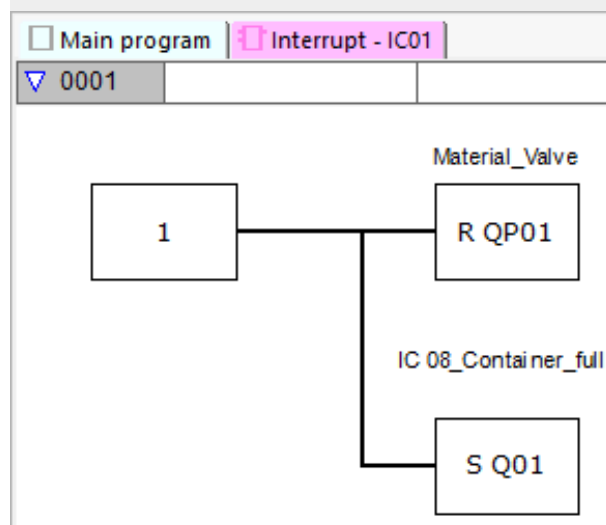 Main program
Interrupt - IC01
0001
Material_Valve
1
R QP01
IC 08_Container_full
S Q01